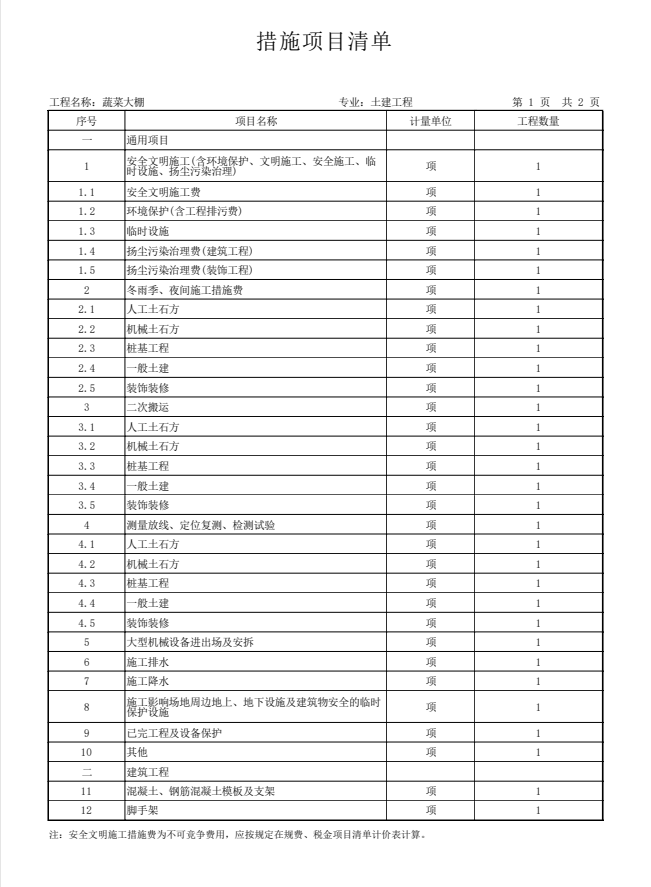 措施项目清单
工程名称：蔬菜大棚 专业：土建工程 第 1 页 共 2 页
序号 项目名称 计量单位 工程数量
一 通用项目
1 安全文明施工(含环境保护、文明施工、安全施工、临 项 1
时设施、扬尘污染治理)
1.1 安全文明施工费 项 1
1.2 环境保护(含工程排污费) 项 1
1.3 临时设施 项 1
1.4 扬尘污染治理费(建筑工程) 项 1
1.5 扬尘污染治理费(装饰工程) 项 1
2 冬雨季、夜间施工措施费 项 1
2.1 人工土石方 项 1
2.2 机械土石方 项 1
2.3 桩基工程 项 1
2.4 一般土建 项 1
2.5 装饰装修 项 1
3 二次搬运 项 1
3.1 人工土石方 项 1
3.2 机械土石方 项 1
3.3 桩基工程 项 1
3.4 一般土建 项 1
3.5 装饰装修 项 1
4 测量放线、定位复测、检测试验 项 1
4.1 人工土石方 项 1
4.2 机械土石方 项 1
4.3 桩基工程 项 1
4.4 一般土建 项 1
4.5 装饰装修 项 1
5 大型机械设备进出场及安拆 项 1
6 施工排水 项 1
7 施工降水 项 1
8 施工影响场地周边地上、地下设施及建筑物安全的临时 项 1
保护设施
9 已完工程及设备保护 项 1
10 其他 项 1
二 建筑工程
11 混凝土、钢筋混凝土模板及支架 项 1
12 脚手架 项 1
注：安全文明施工措施费为不可竞争费用，应按规定在规费、税金项目清单计价表计算。